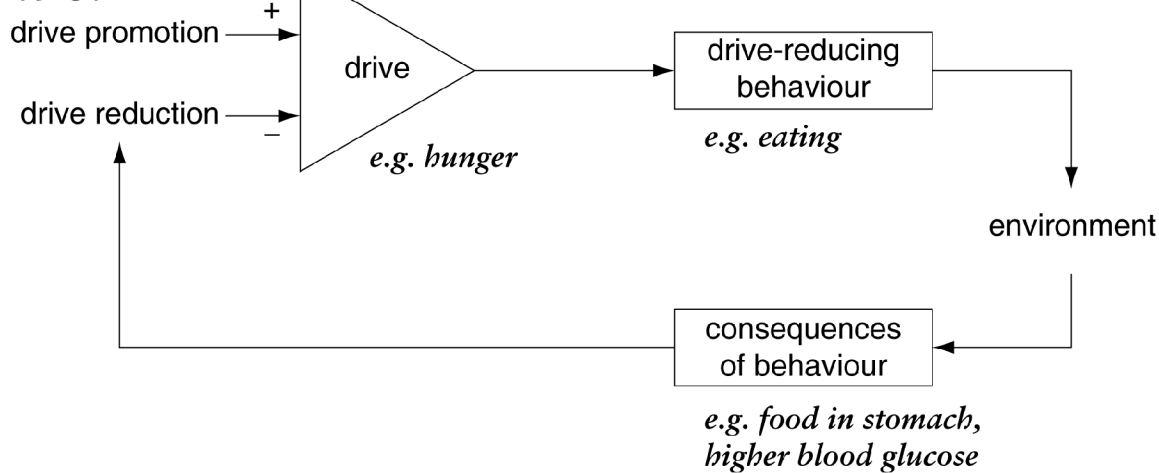 +
drive promotion
drive
drive-reducing
behaviour
drive reduction
−
e.g. hunger
e.g. eating
environment
consequences
of behaviour
e.g. food in stomach,
higher blood glucose